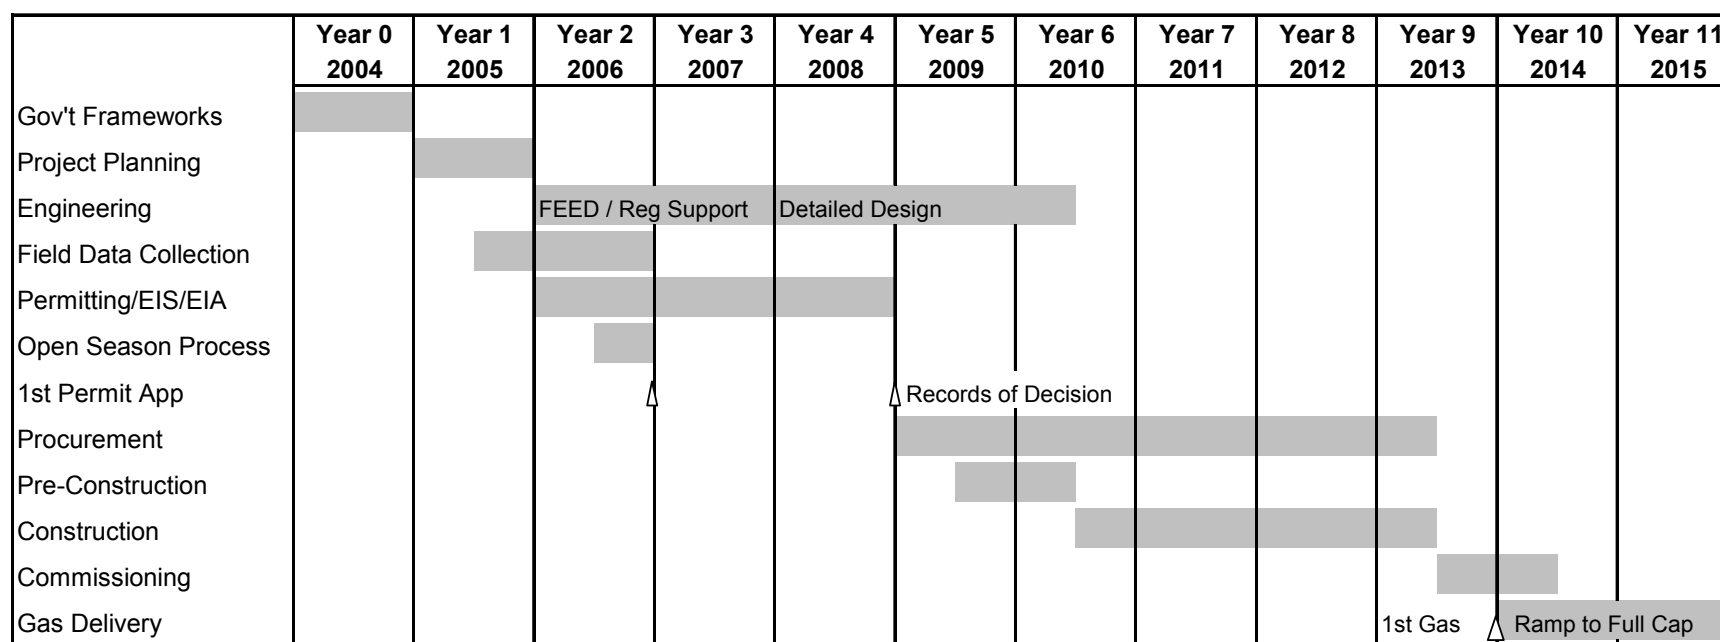 Year 0 Year 1 Year 2 Year 3 Year 4 Year 5 Year 6 Year 7 Year 8 Year 9 Year 10 Year 11
2004 2005 2006 2007 2008 2009 2010 2011 2012 2013 2014 2015
Gov't Frameworks
Project Planning
Engineering FEED / Reg Support Detailed Design
Field Data Collection
Permitting/EIS/EIA
Open Season Process
1st Permit App Records of Decision
Procurement
Pre-Construction
Construction
Commissioning
Gas Delivery 1st Gas Ramp to Full Cap